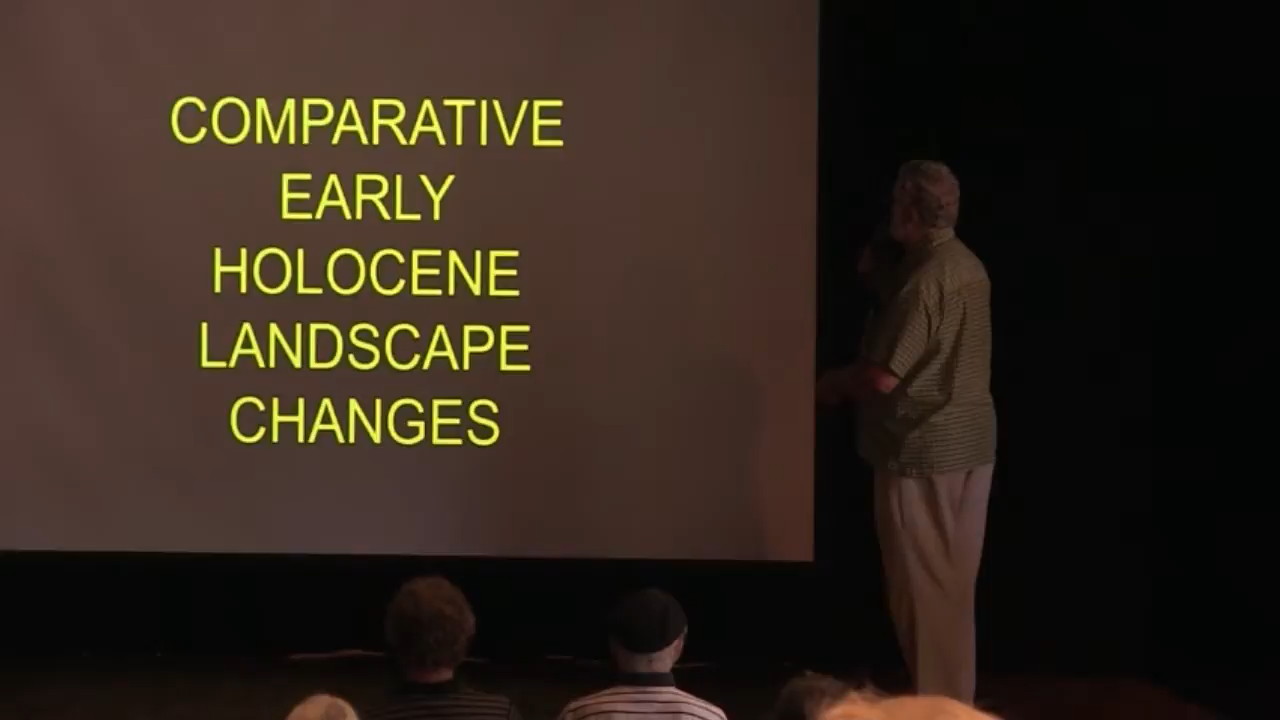 COMPARATIVE
EARLY
HOLOCENE
LANDSCAPE
CHANGES